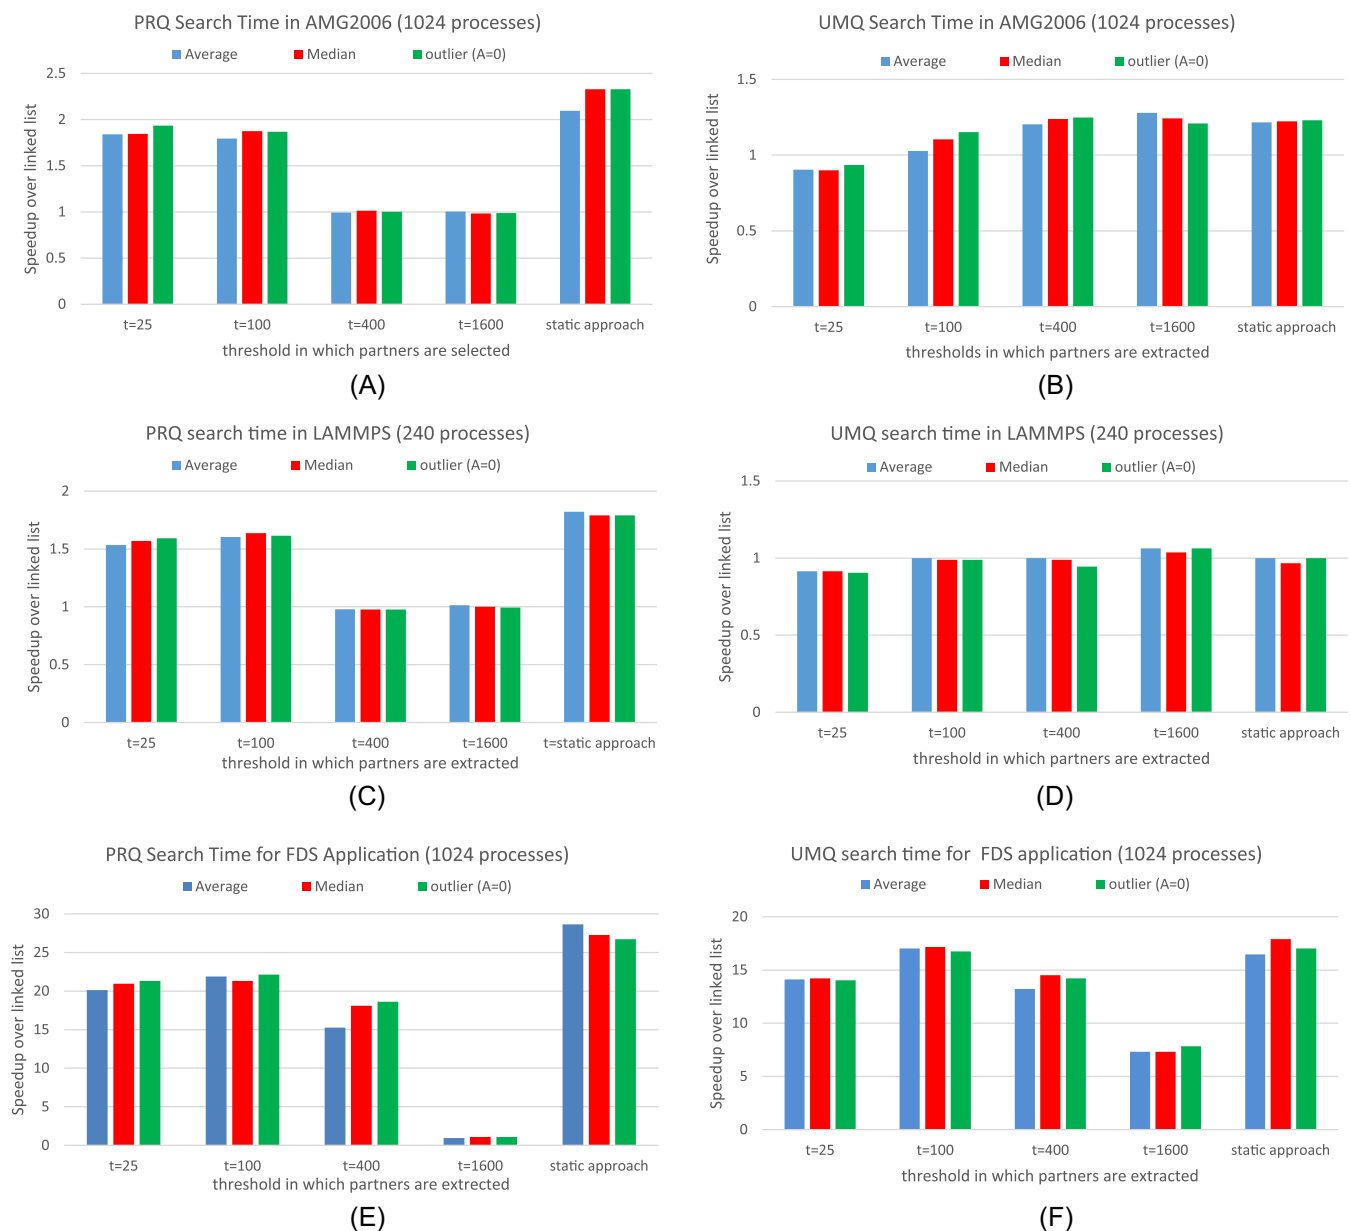 PRQ Search Time in AMG2006 (1024 processes)
Average Median outlier (A=0)
Speedup over linked list
2.5
2
1.5
1
0.5
0
t=25 t=100 t=400 t=1600 static approach
threshold in which partners are selected
(A)
UMQ Search Time in AMG2006 (1024 processes)
Average Median outlier (A=0)
Speedup over linked list
1.5
1
0.5
0
t=25 t=100 t=400 t=1600 static approach
thresholds in which partners are extracted
(B)
PRQ search time in LAMMPS (240 processes)
Average Median outlier (A=0)
Speedup over linked list
2
1.5
1
0.5
0
t=25 t=100 t=400 t=1600 t=static approach
threshold in which partners are extracted
(C)
UMQ search time in LAMMPS (240 processes)
Average Median outlier (A=0)
Speedup over linked list
1.5
1
0.5
0
t=25 t=100 t=400 t=1600 static approach
threshold in which partners are extracted
(D)
PRQ Search Time for FDS Application (1024 processes)
Average Median outlier (A=0)
Speedup over linked list
30
25
20
15
10
5
0
t=25 t=100 t=400 t=1600 static approach
threshold in which partners are extrected
(E)
UMQ search time for FDS application (1024 processes)
Average Median outlier (A=0)
Speedup over linked list
20
15
10
5
0
t=25 t=100 t=400 t=1600 static approach
threshold in which partners are extracted
(F)